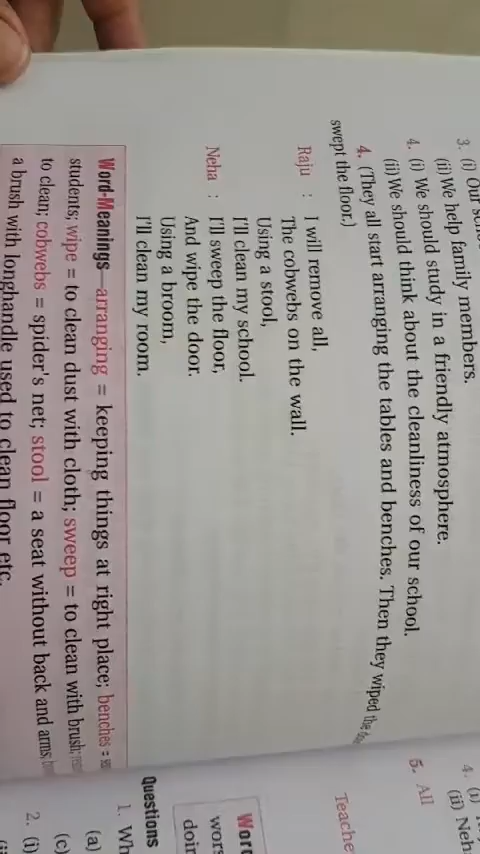 3. (i) Our
(ii) We help family members.
4. (i) We should study in a friendly atmosphere.
(ii) We should think about the cleanliness of our school.
4. (They all start arranging the tables and benches. Then they wiped the
swept the floor.)
Raju : I will remove all,
The cobwebs on the wall.
Using a stool,
I'll clean my school.
Neha : I'll sweep the floor,
And wipe the door.
Using a broom,
I'll clean my room.
Word-Meanings—arranging = keeping things at right place; benches =
students; wipe = to clean dust with cloth; sweep = to clean with brush;
to clean; cobwebs = spider's net; stool = a seat without back and arms;
a brush with longhandle used to clean floor etc.
4. (i)
(ii) Neh
5. All
Teache
Word
wor
doin
Questions
1. Wh
(a)
(c)
2. (i)